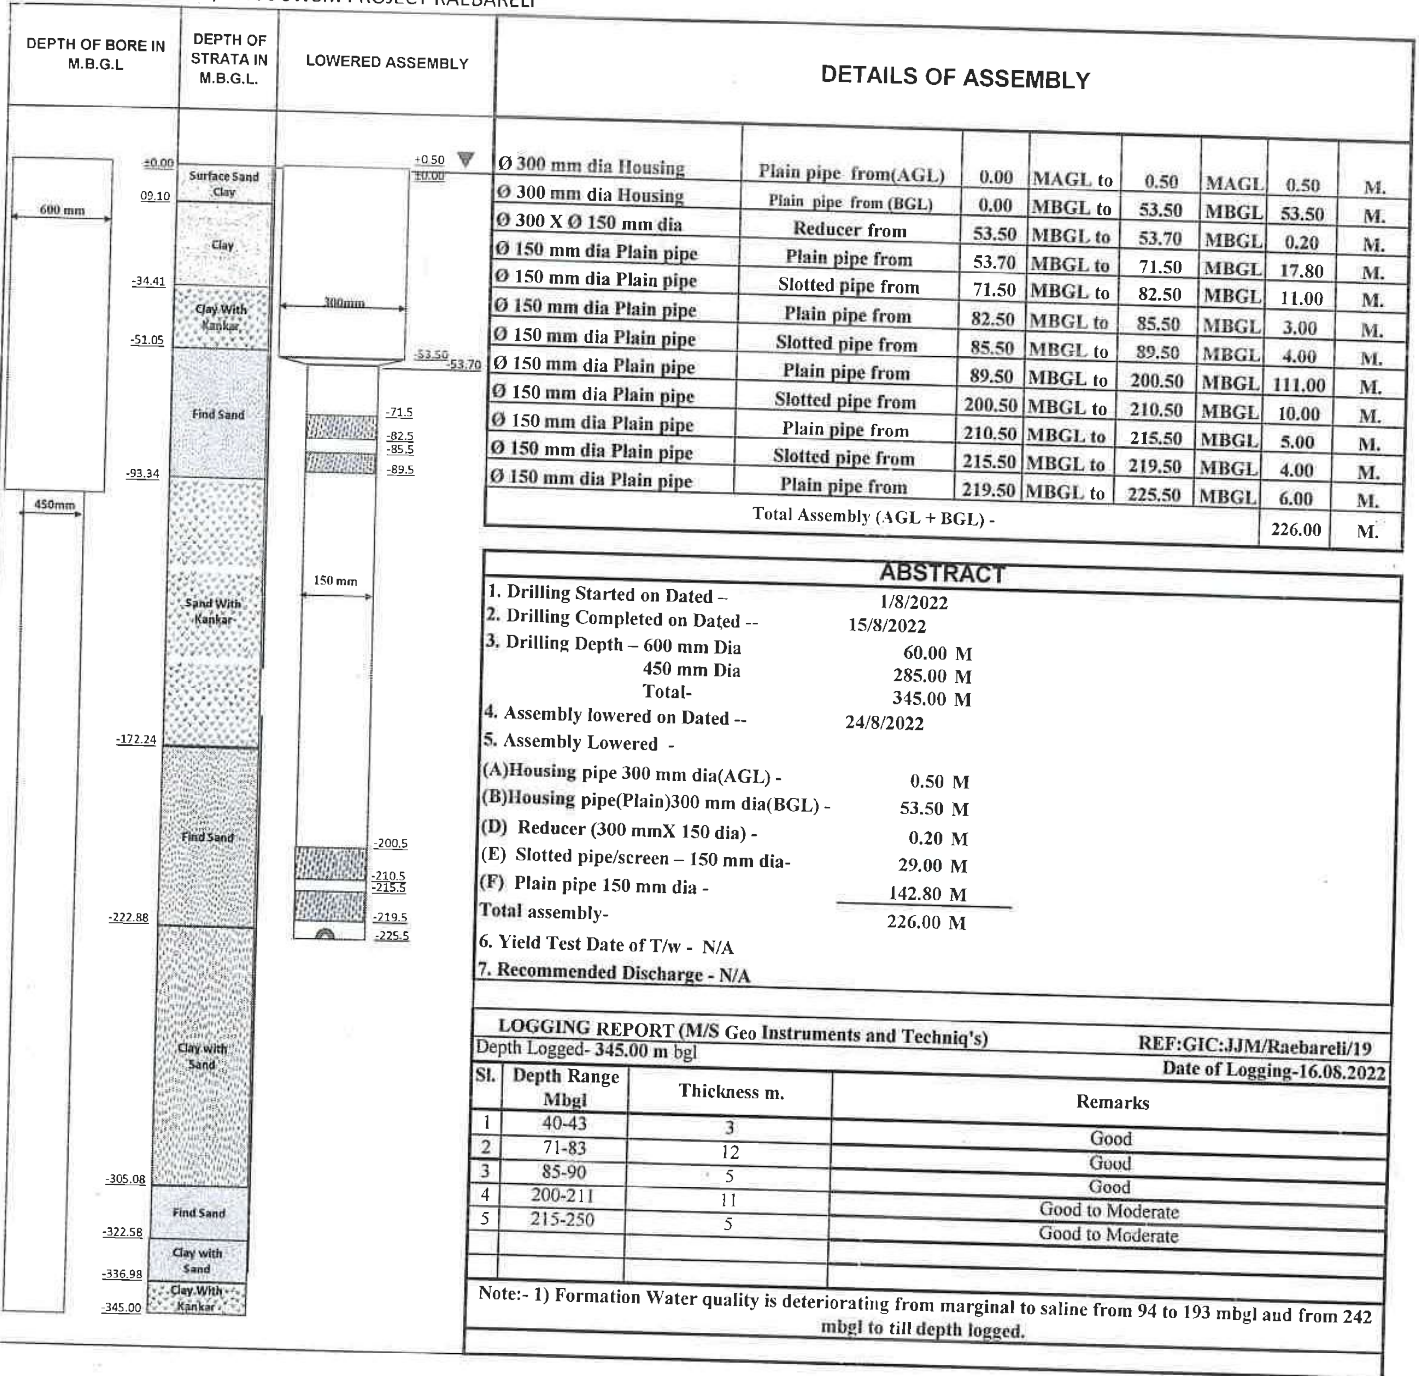 PROJECT RAEBARELI
DEPTH OF BORE IN
M.B.G.L
DEPTH OF
STRATA IN
M.B.G.L.
LOWERED ASSEMBLY
DETAILS OF ASSEMBLY
±0.00
09.10
-34.41
-51.05
-93.34
-172.24
-222.88
-305.08
-322.58
-336.98
-345.00
600 mm
450mm
Surface Sand
Clay
Clay
Clay With
Kankar
Find Sand
Sand With
Kankar
Find Sand
Clay with
Sand
Find Sand
Clay with
Sand
Clay With
Kankar
+0.50
±0.00
300mm
-53.50
-53.70
-71.5
-82.5
-85.5
-89.5
150 mm
-200.5
-210.5
-215.5
-219.5
-225.5
Ø 300 mm dia Housing Plain pipe from(AGL) 0.00 MAGL to 0.50 MAGL 0.50 M.
Ø 300 mm dia Housing Plain pipe from (BGL) 0.00 MBGL to 53.50 MBGL 53.50 M.
Ø 300 X Ø 150 mm dia Reducer from 53.50 MBGL to 53.70 MBGL 0.20 M.
Ø 150 mm dia Plain pipe Plain pipe from 53.70 MBGL to 71.50 MBGL 17.80 M.
Ø 150 mm dia Plain pipe Slotted pipe from 71.50 MBGL to 82.50 MBGL 11.00 M.
Ø 150 mm dia Plain pipe Plain pipe from 82.50 MBGL to 85.50 MBGL 3.00 M.
Ø 150 mm dia Plain pipe Slotted pipe from 85.50 MBGL to 89.50 MBGL 4.00 M.
Ø 150 mm dia Plain pipe Plain pipe from 89.50 MBGL to 200.50 MBGL 111.00 M.
Ø 150 mm dia Plain pipe Slotted pipe from 200.50 MBGL to 210.50 MBGL 10.00 M.
Ø 150 mm dia Plain pipe Plain pipe from 210.50 MBGL to 215.50 MBGL 5.00 M.
Ø 150 mm dia Plain pipe Slotted pipe from 215.50 MBGL to 219.50 MBGL 4.00 M.
Ø 150 mm dia Plain pipe Plain pipe from 219.50 MBGL to 225.50 MBGL 6.00 M.
Total Assembly (AGL + BGL) - 226.00 M.
ABSTRACT
1. Drilling Started on Dated -- 1/8/2022
2. Drilling Completed on Dated -- 15/8/2022
3. Drilling Depth – 600 mm Dia 60.00 M
450 mm Dia 285.00 M
Total- 345.00 M
4. Assembly lowered on Dated -- 24/8/2022
5. Assembly Lowered -
(A)Housing pipe 300 mm dia(AGL) - 0.50 M
(B)Housing pipe(Plain)300 mm dia(BGL) - 53.50 M
(D) Reducer (300 mmX 150 dia) - 0.20 M
(E) Slotted pipe/screen – 150 mm dia- 29.00 M
(F) Plain pipe 150 mm dia - 142.80 M
Total assembly- 226.00 M
6. Yield Test Date of T/w - N/A
7. Recommended Discharge - N/A
LOGGING REPORT (M/S Geo Instruments and Techniq's) REF:GIC:JJM/Raebareli/19
Depth Logged- 345.00 m bgl Date of Logging-16.08.2022
Sl. Depth Range Mbgl Thickness m. Remarks
1 40-43 3 Good
2 71-83 12 Good
3 85-90 5 Good
4 200-211 11 Good to Moderate
5 215-250 5 Good to Moderate
Note:- 1) Formation Water quality is deteriorating from marginal to saline from 94 to 193 mbgl and from 242
mbgl to till depth logged.